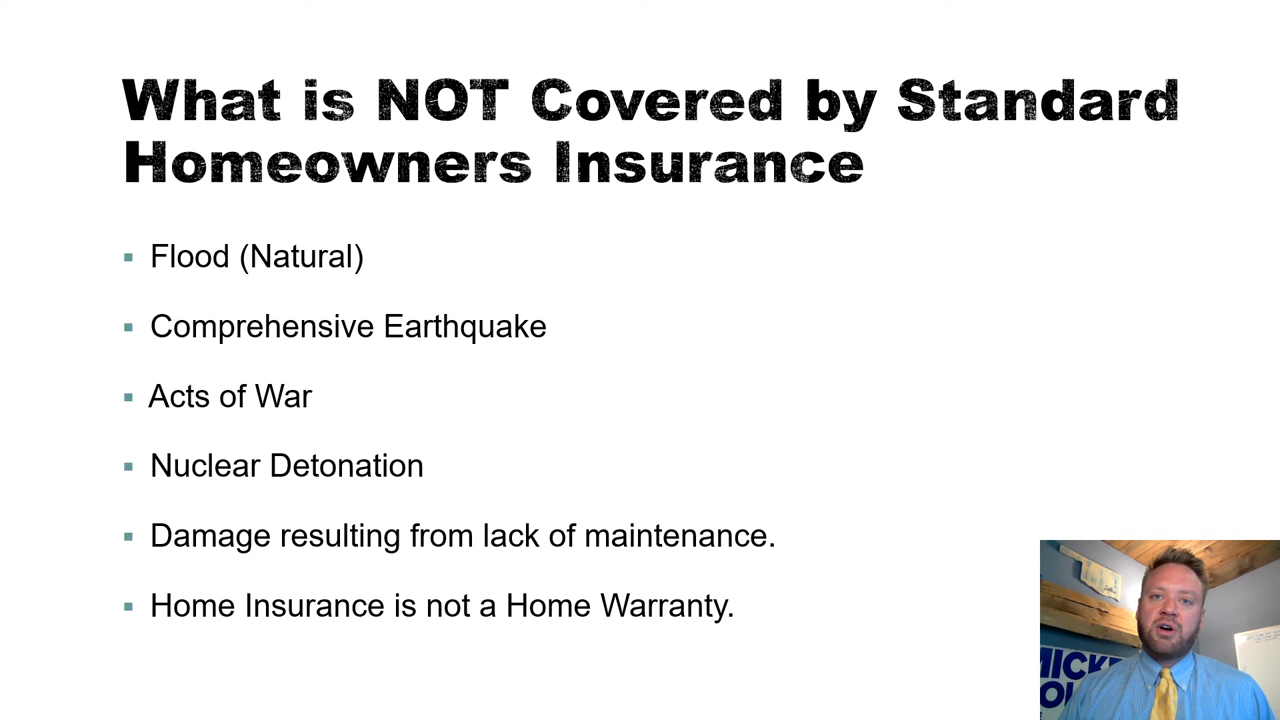 What is NOT Covered by Standard
Homeowners Insurance
▪ Flood (Natural)
▪ Comprehensive Earthquake
▪ Acts of War
▪ Nuclear Detonation
▪ Damage resulting from lack of maintenance.
▪ Home Insurance is not a Home Warranty.